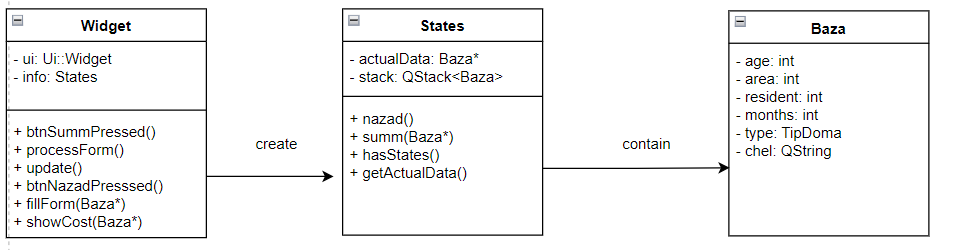 Widget
- ui: Ui::Widget
- info: States
+ btnSummPressed()
+ processForm()
+ update()
+ btnNazadPresssed()
+ fillForm(Baza*)
+ showCost(Baza*)
create
States
- actualData: Baza*
- stack: QStack<Baza>
+ nazad()
+ summ(Baza*)
+ hasStates()
+ getActualData()
contain
Baza
- age: int
- area: int
- resident: int
- months: int
- type: TipDoma
- chel: QString